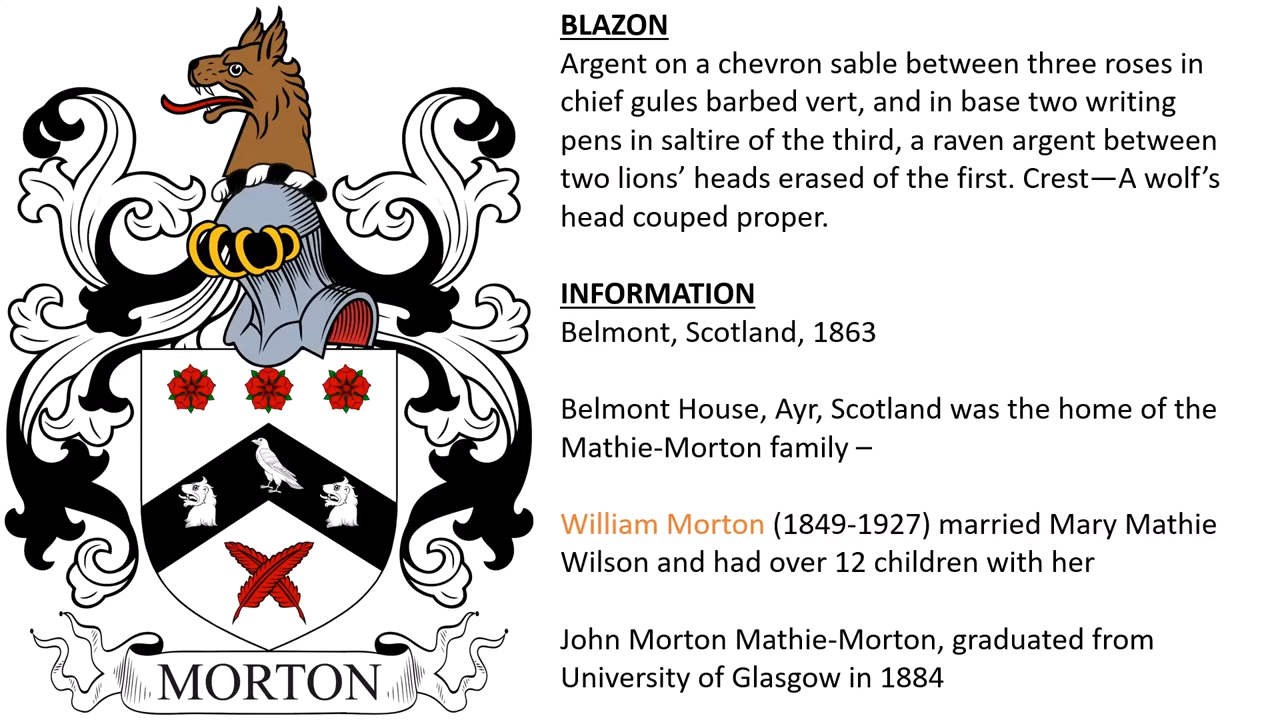 BLAZON
Argent on a chevron sable between three roses in
chief gules barbed vert, and in base two writing
pens in saltire of the third, a raven argent between
two lions’ heads erased of the first. Crest—A wolf’s
head couped proper.
INFORMATION
Belmont, Scotland, 1863
Belmont House, Ayr, Scotland was the home of the
Mathie-Morton family –
William Morton (1849-1927) married Mary Mathie
Wilson and had over 12 children with her
John Morton Mathie-Morton, graduated from
University of Glasgow in 1884
MORTON